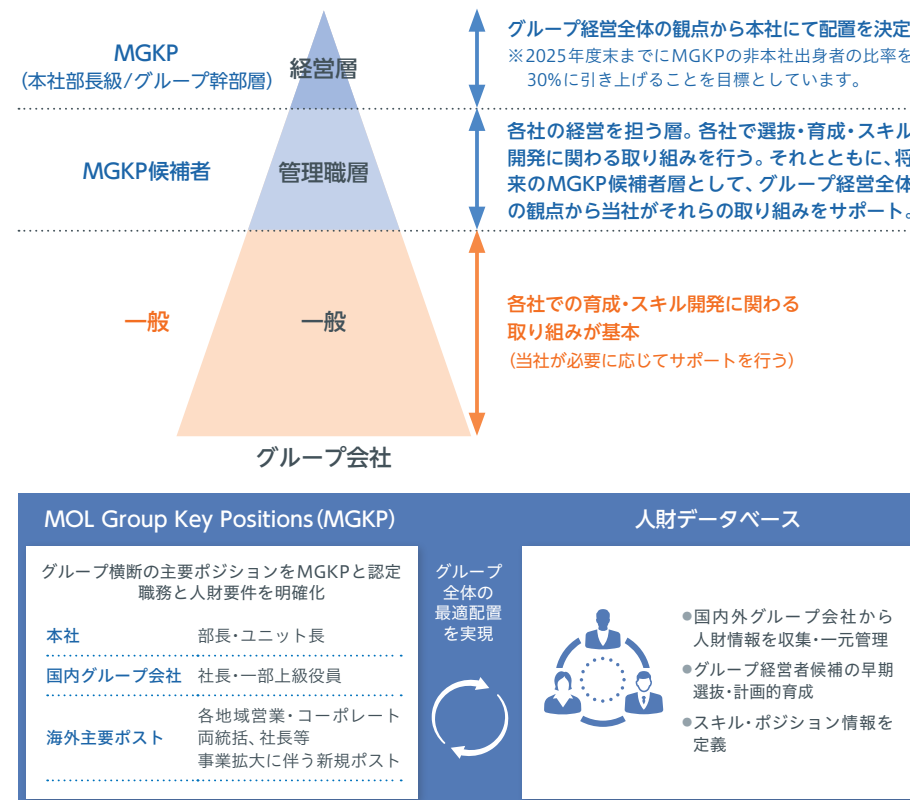 MGKP
(本社部長級/グループ幹部層)
経営層
グループ経営全体の観点から本社にて配置を決定
※2025年度末までにMGKPの非本社出身者の比率を
30%に引き上げることを目標としています。
MGKP候補者
管理職層
各社の経営を担う層。各社で選抜・育成・スキル
開発に関わる取り組みを行う。それとともに、将
来のMGKP候補者層として、グループ経営全体
の観点から当社がそれらの取り組みをサポート。
一般
一般
各社での育成・スキル開発に関わる
取り組みが基本
(当社が必要に応じてサポートを行う)
グループ会社
MOL Group Key Positions(MGKP)
グループ横断の主要ポジションをMGKPと認定
職務と人財要件を明確化
本社 部長・ユニット長
国内グループ会社 社長・一部上級役員
海外主要ポスト
各地域営業・コーポレート
両統括、社長等
事業拡大に伴う新規ポスト
グループ
全体の
最適配置
を実現
人財データベース
●国内外グループ会社から
人財情報を収集・一元管理
●グループ経営者候補の早期
選抜・計画的育成
●スキル・ポジション情報を
定義